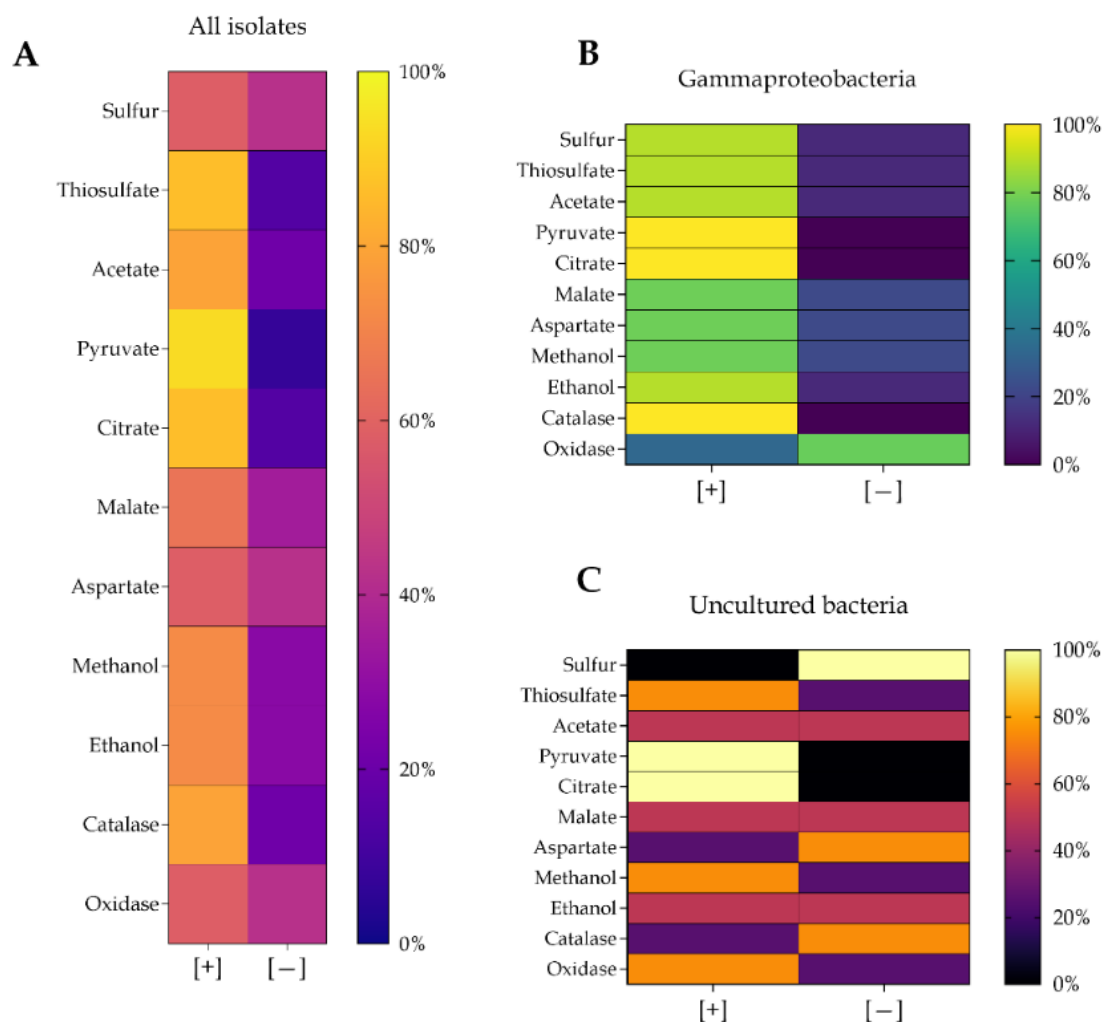 A
All isolates
Sulfur
Thiosulfate
Acetate
Pyruvate
Citrate
Malate
Aspartate
Methanol
Ethanol
Catalase
Oxidase
[+] [—]
100%
80%
60%
40%
20%
0%
B
Gammaproteobacteria
Sulfur
Thiosulfate
Acetate
Pyruvate
Citrate
Malate
Aspartate
Methanol
Ethanol
Catalase
Oxidase
[+] [—]
100%
80%
60%
40%
20%
0%
C
Uncultured bacteria
Sulfur
Thiosulfate
Acetate
Pyruvate
Citrate
Malate
Aspartate
Methanol
Ethanol
Catalase
Oxidase
[+] [—]
100%
80%
60%
40%
20%
0%